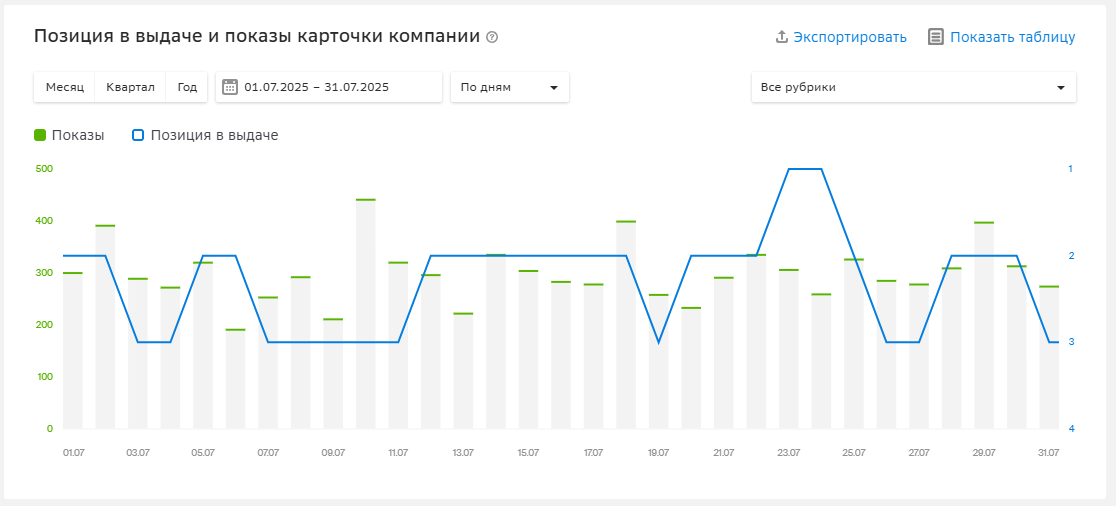 Позиция в выдаче и показы карточки компании ?
Экспортировать
Показать таблицу
Месяц Квартал Год
01.07.2025 – 31.07.2025
По дням
Все рубрики
Показы
Позиция в выдаче
500
400
300
200
100
0
1
2
3
4
01.07 03.07 05.07 07.07 09.07 11.07 13.07 15.07 17.07 19.07 21.07 23.07 25.07 27.07 29.07 31.07